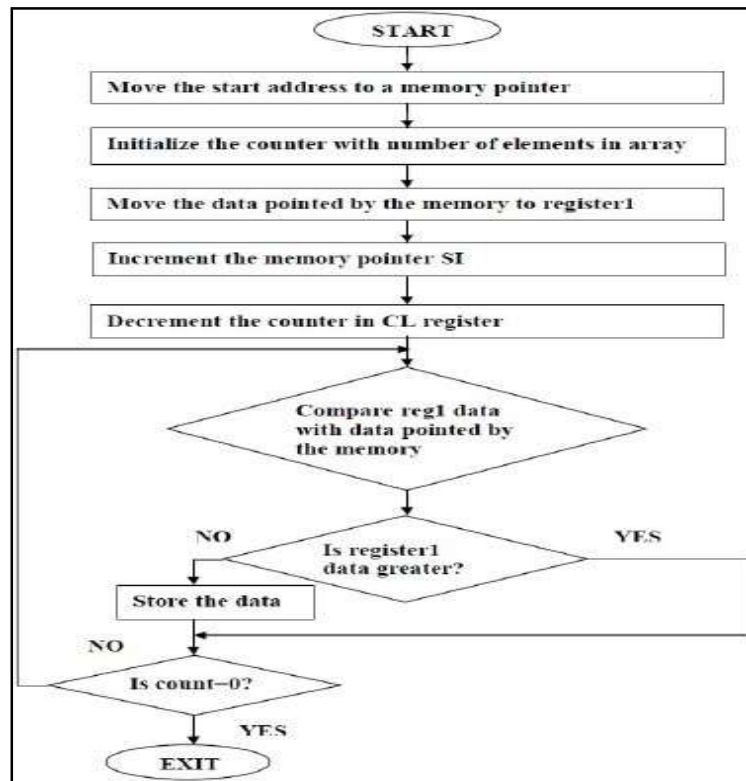 START
Move the start address to a memory pointer
Initialize the counter with number of elements in array
Move the data pointed by the memory to register1
Increment the memory pointer SI
Decrement the counter in CL register
Compare reg1 data
with data pointed by
the memory
NO
YES
Is register1
data greater?
Store the data
NO
Is count=0?
YES
EXIT